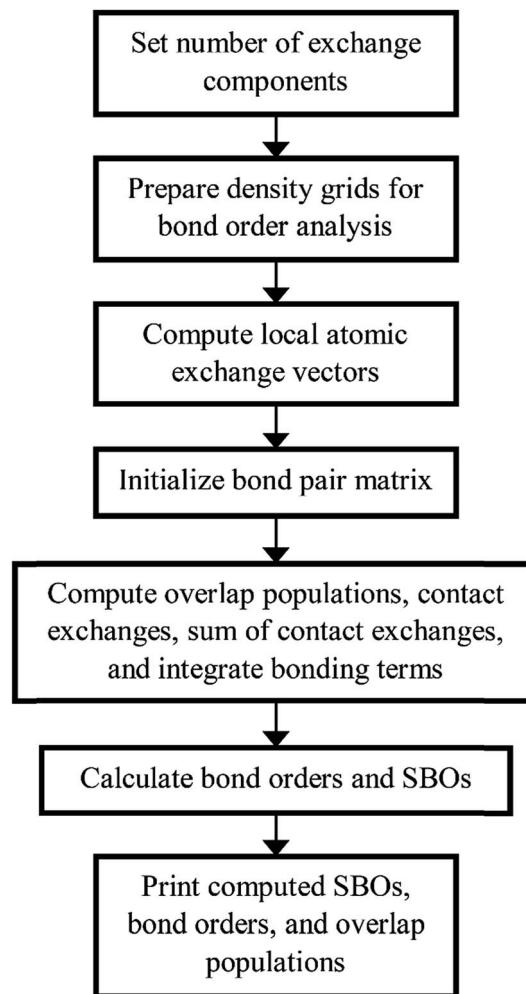 Set number of exchange
components
Prepare density grids for
bond order analysis
Compute local atomic
exchange vectors
Initialize bond pair matrix
Compute overlap populations, contact
exchanges, sum of contact exchanges,
and integrate bonding terms
Calculate bond orders and SBOs
Print computed SBOs,
bond orders, and overlap
populations